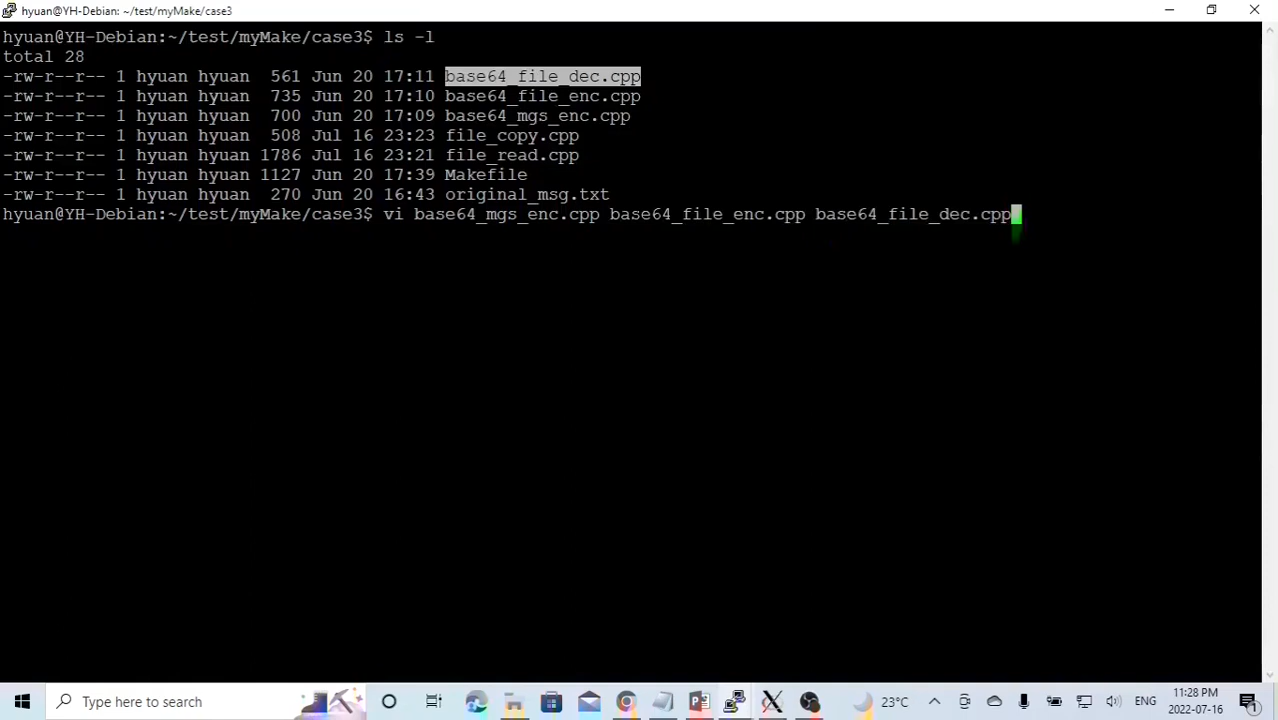 hyuan@YH-Debian: ~/test/myMake/case3
hyuan@YH-Debian:~/test/myMake/case3$ ls -l
total 28
-rw-r--r-- 1 hyuan hyuan  561 Jun 20 17:11 base64_file_dec.cpp
-rw-r--r-- 1 hyuan hyuan  735 Jun 20 17:10 base64_file_enc.cpp
-rw-r--r-- 1 hyuan hyuan  700 Jun 20 17:09 base64_mgs_enc.cpp
-rw-r--r-- 1 hyuan hyuan  508 Jul 16 23:23 file_copy.cpp
-rw-r--r-- 1 hyuan hyuan 1786 Jul 16 23:21 file_read.cpp
-rw-r--r-- 1 hyuan hyuan 1127 Jun 20 17:39 Makefile
-rw-r--r-- 1 hyuan hyuan  270 Jun 20 16:43 original_msg.txt
hyuan@YH-Debian:~/test/myMake/case3$ vi base64_mgs_enc.cpp base64_file_enc.cpp base64_file_dec.cpp
Type here to search
23°C
ENG
11:28 PM
2022-07-16
1